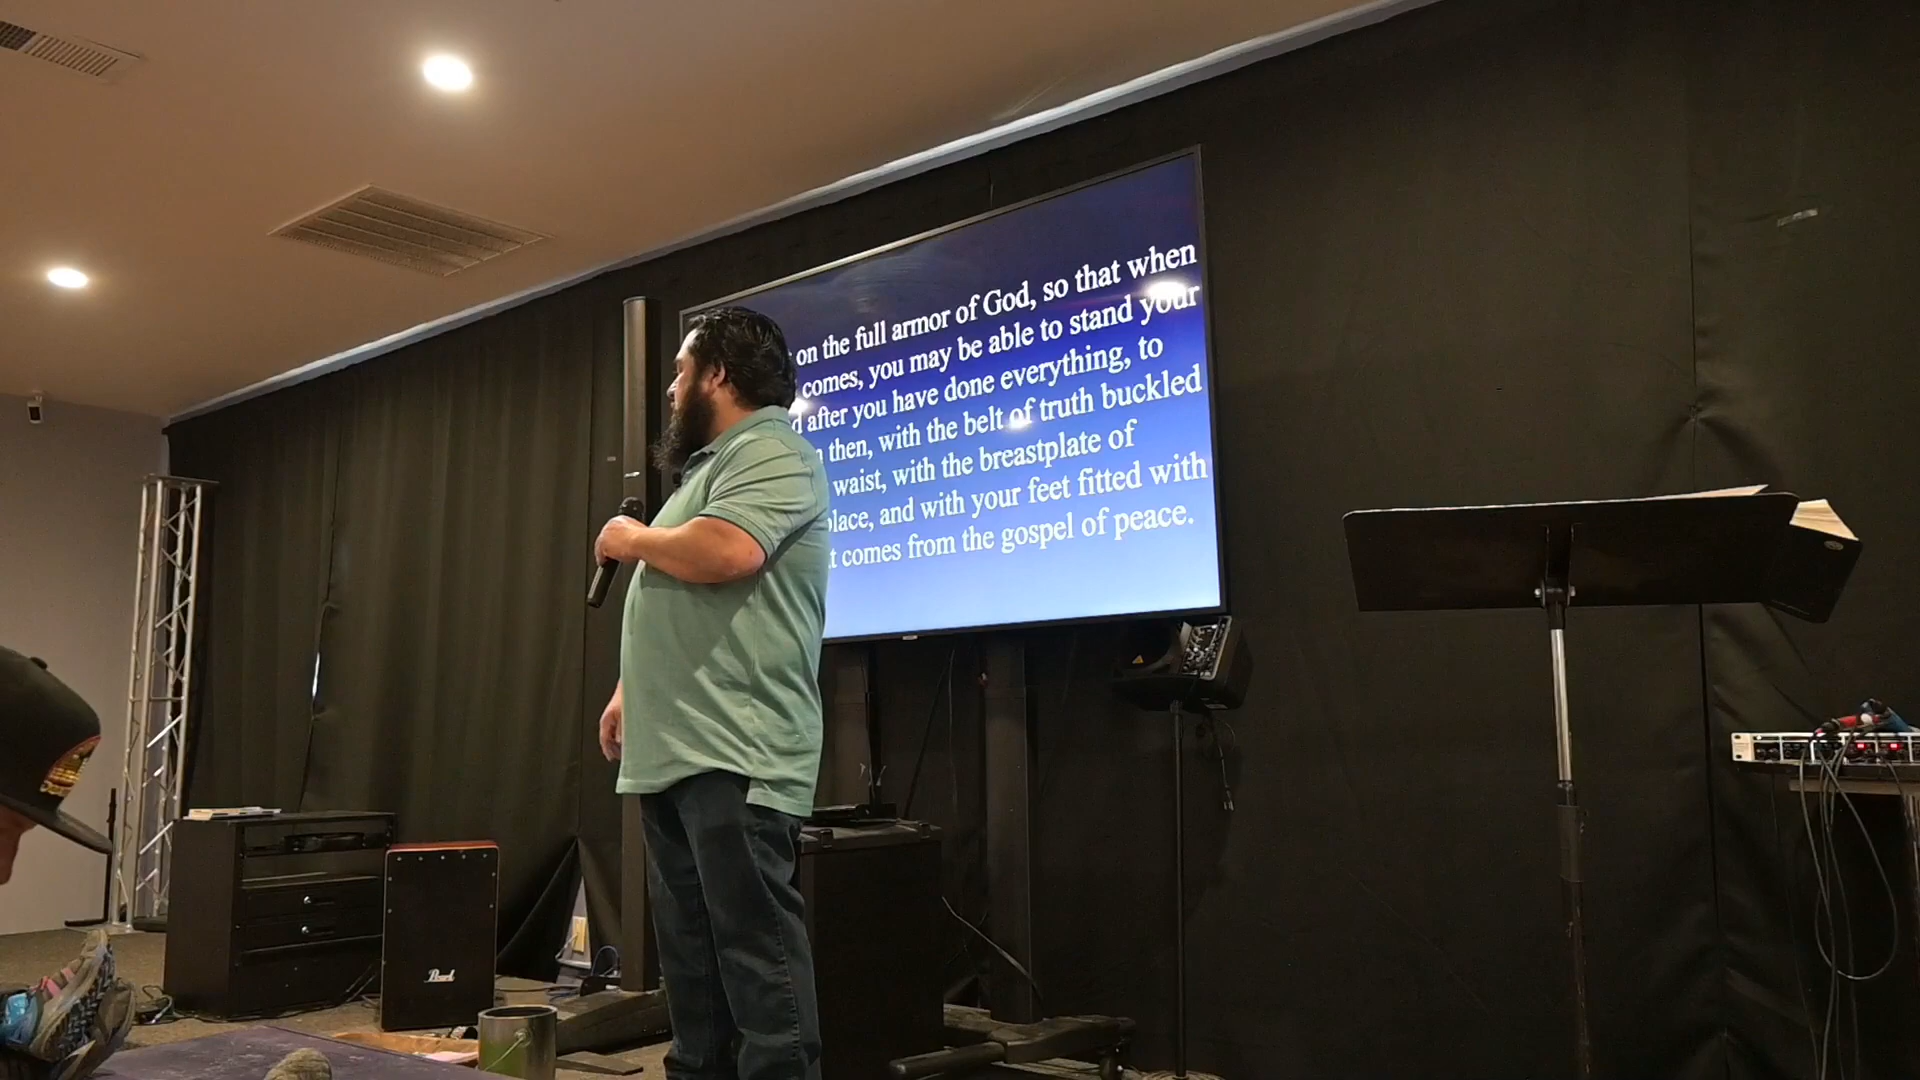 on the full armor of God, so that when
comes, you may be able to stand your
after you have done everything, to
then, with the belt of truth buckled
waist, with the breastplate of
place, and with your feet fitted with
comes from the gospel of peace.
Pearl